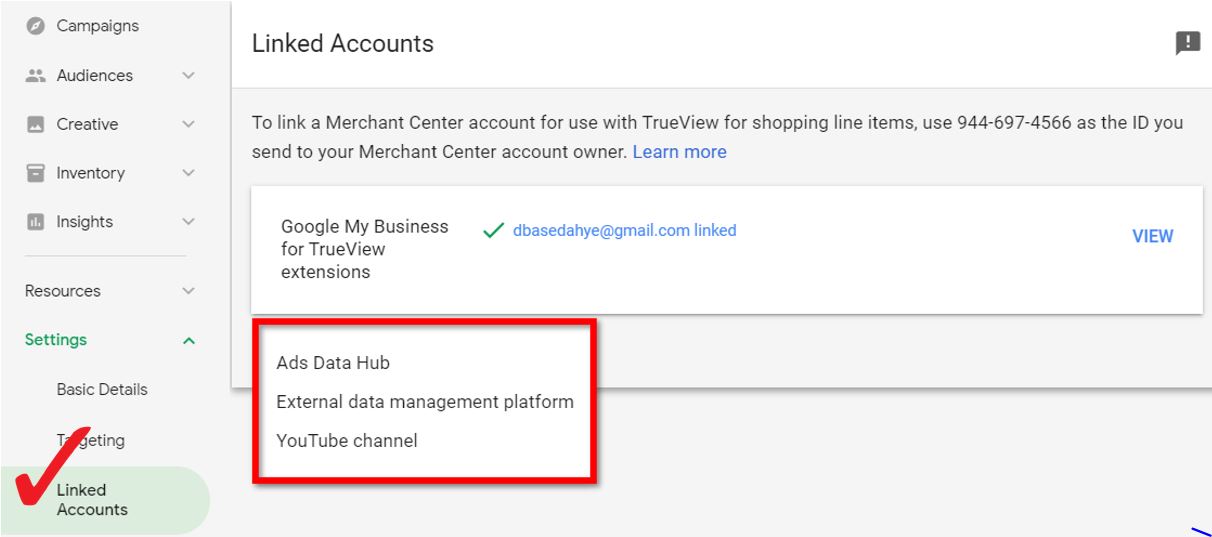 Campaigns
Audiences
Creative
Inventory
Insights
Resources
Settings
Basic Details
Targeting
Linked
Accounts
Linked Accounts
To link a Merchant Center account for use with TrueView for shopping line items, use 944-697-4566 as the ID you
send to your Merchant Center account owner. Learn more
Google My Business
for TrueView
extensions
dbasedahye@gmail.com linked
VIEW
Ads Data Hub
External data management platform
YouTube channel